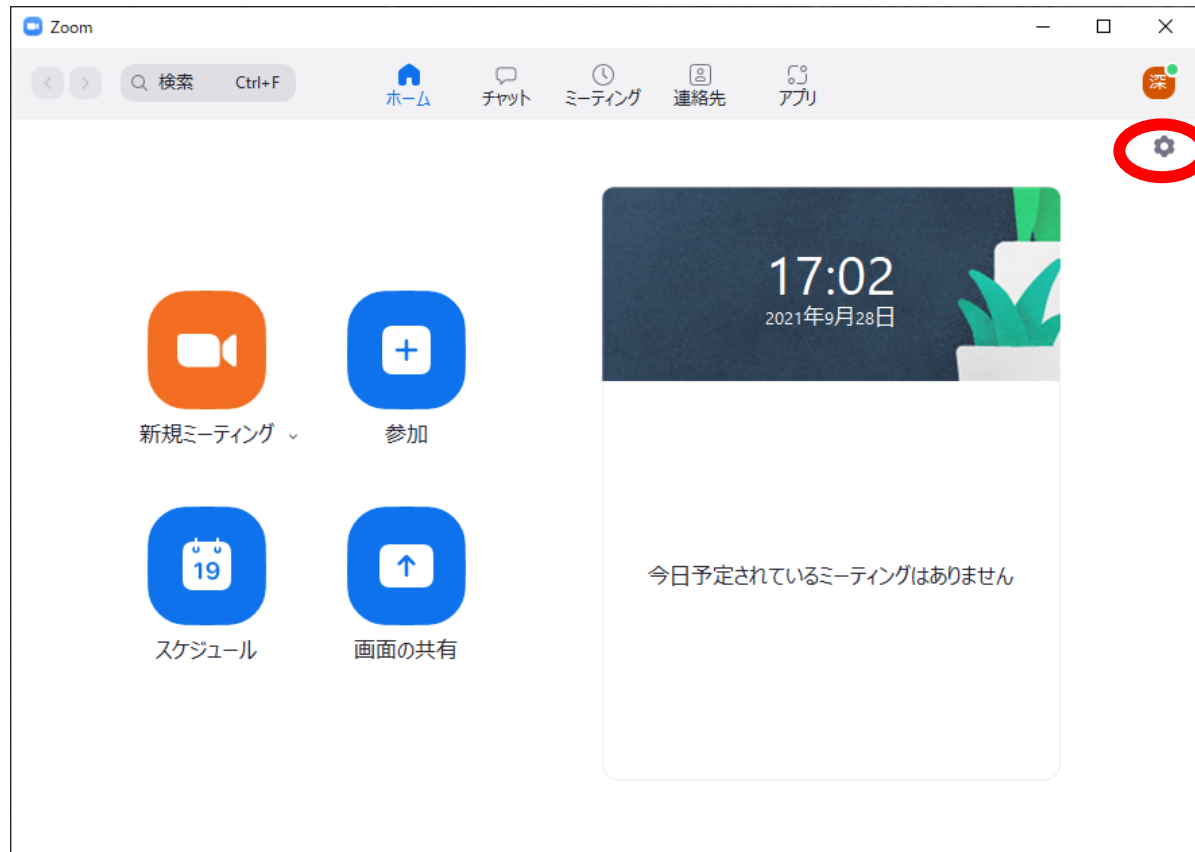 Zoom
検索 Ctrl+F
ホーム チャット ミーティング 連絡先 アプリ
深
17:02
2021年9月28日
新規ミーティング 参加
19
スケジュール 画面の共有
今日予定されているミーティングはありません